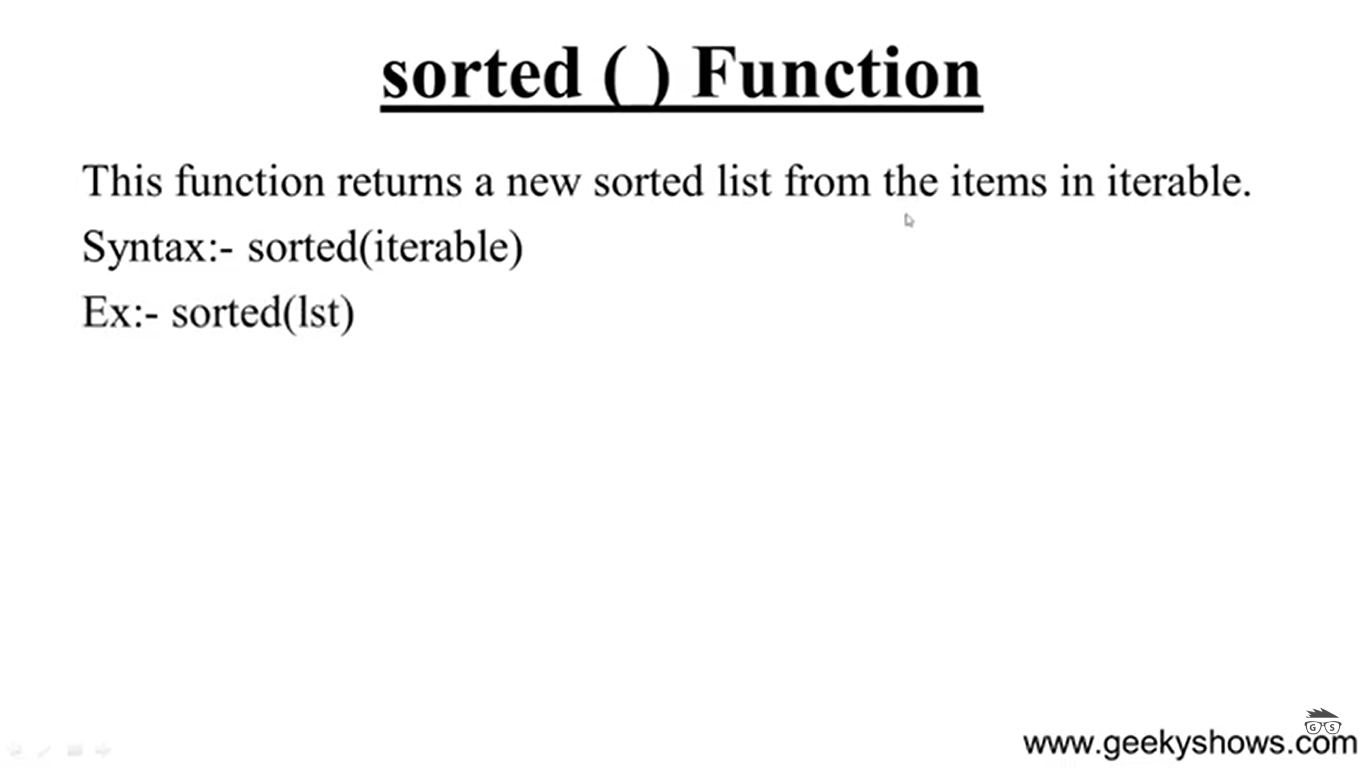 sorted ( ) Function
This function returns a new sorted list from the items in iterable.
Syntax:- sorted(iterable)
Ex:- sorted(lst)
G S
www.geekyshows.com